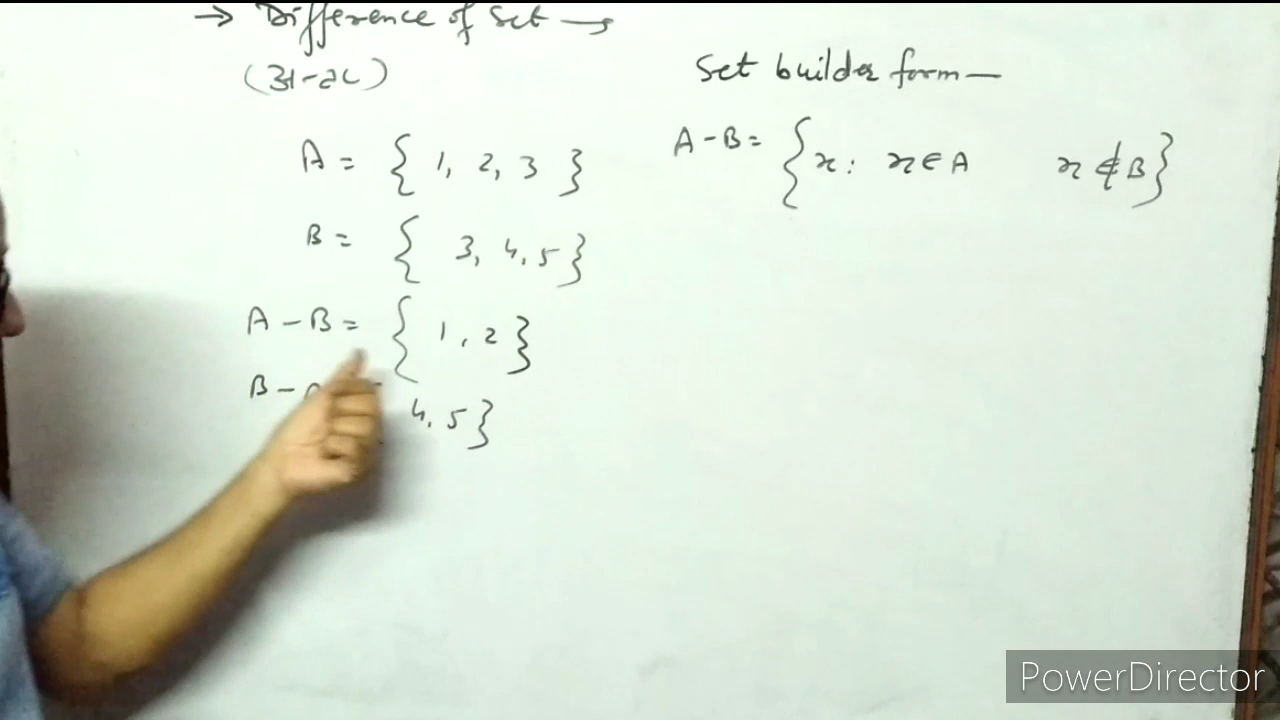 → Difference of Set →
A = { 1, 2, 3 }
B = { 3, 4, 5 }
A - B = { 1, 2 }
B - 4, 5 }
Set builder form —
A - B = { x : x ∈ A x ∉ B }
PowerDirector